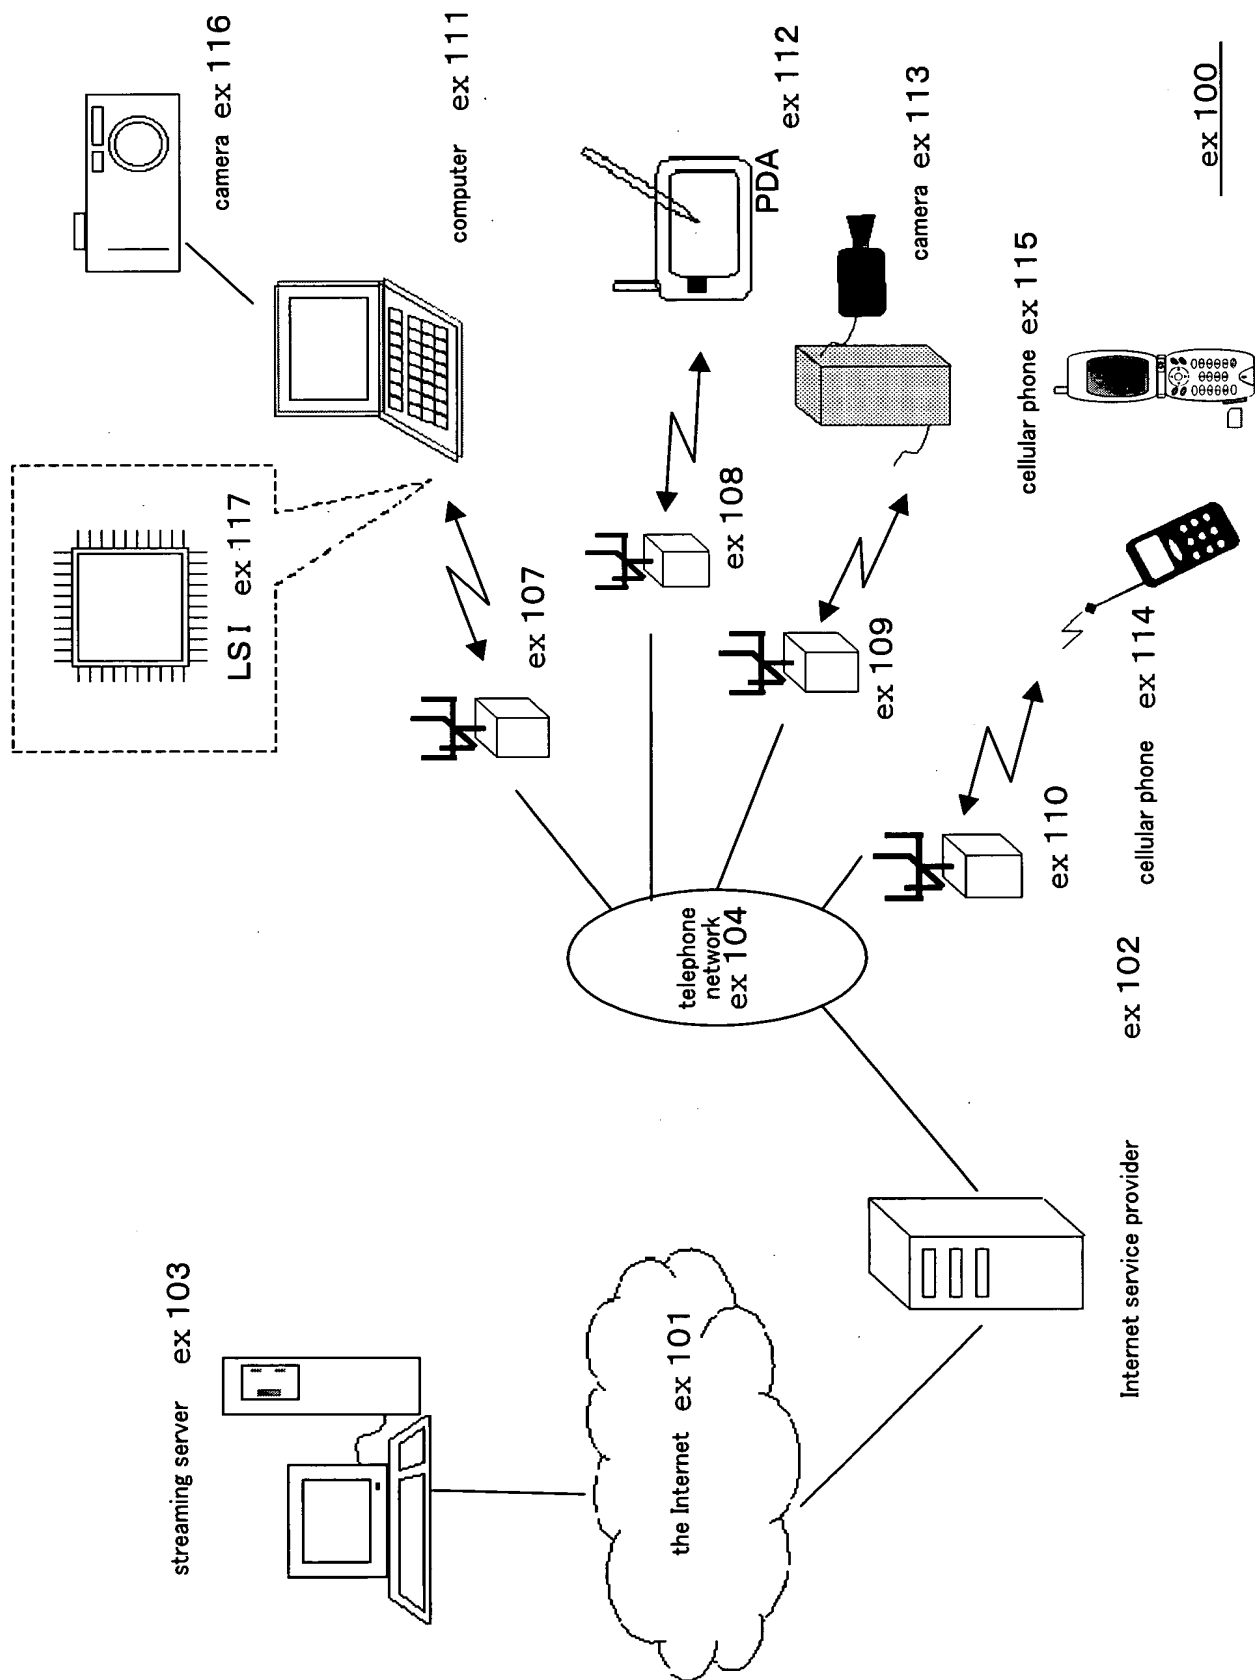 camera ex 116
LSI ex 117
computer ex 111
streaming server ex 103
ex 107
PDA
ex 112
ex 108
the Internet ex 101
telephone
network
ex 104
ex 109
camera ex 113
ex 110
cellular phone ex 115
Internet service provider ex 102
cellular phone ex 114
ex 100